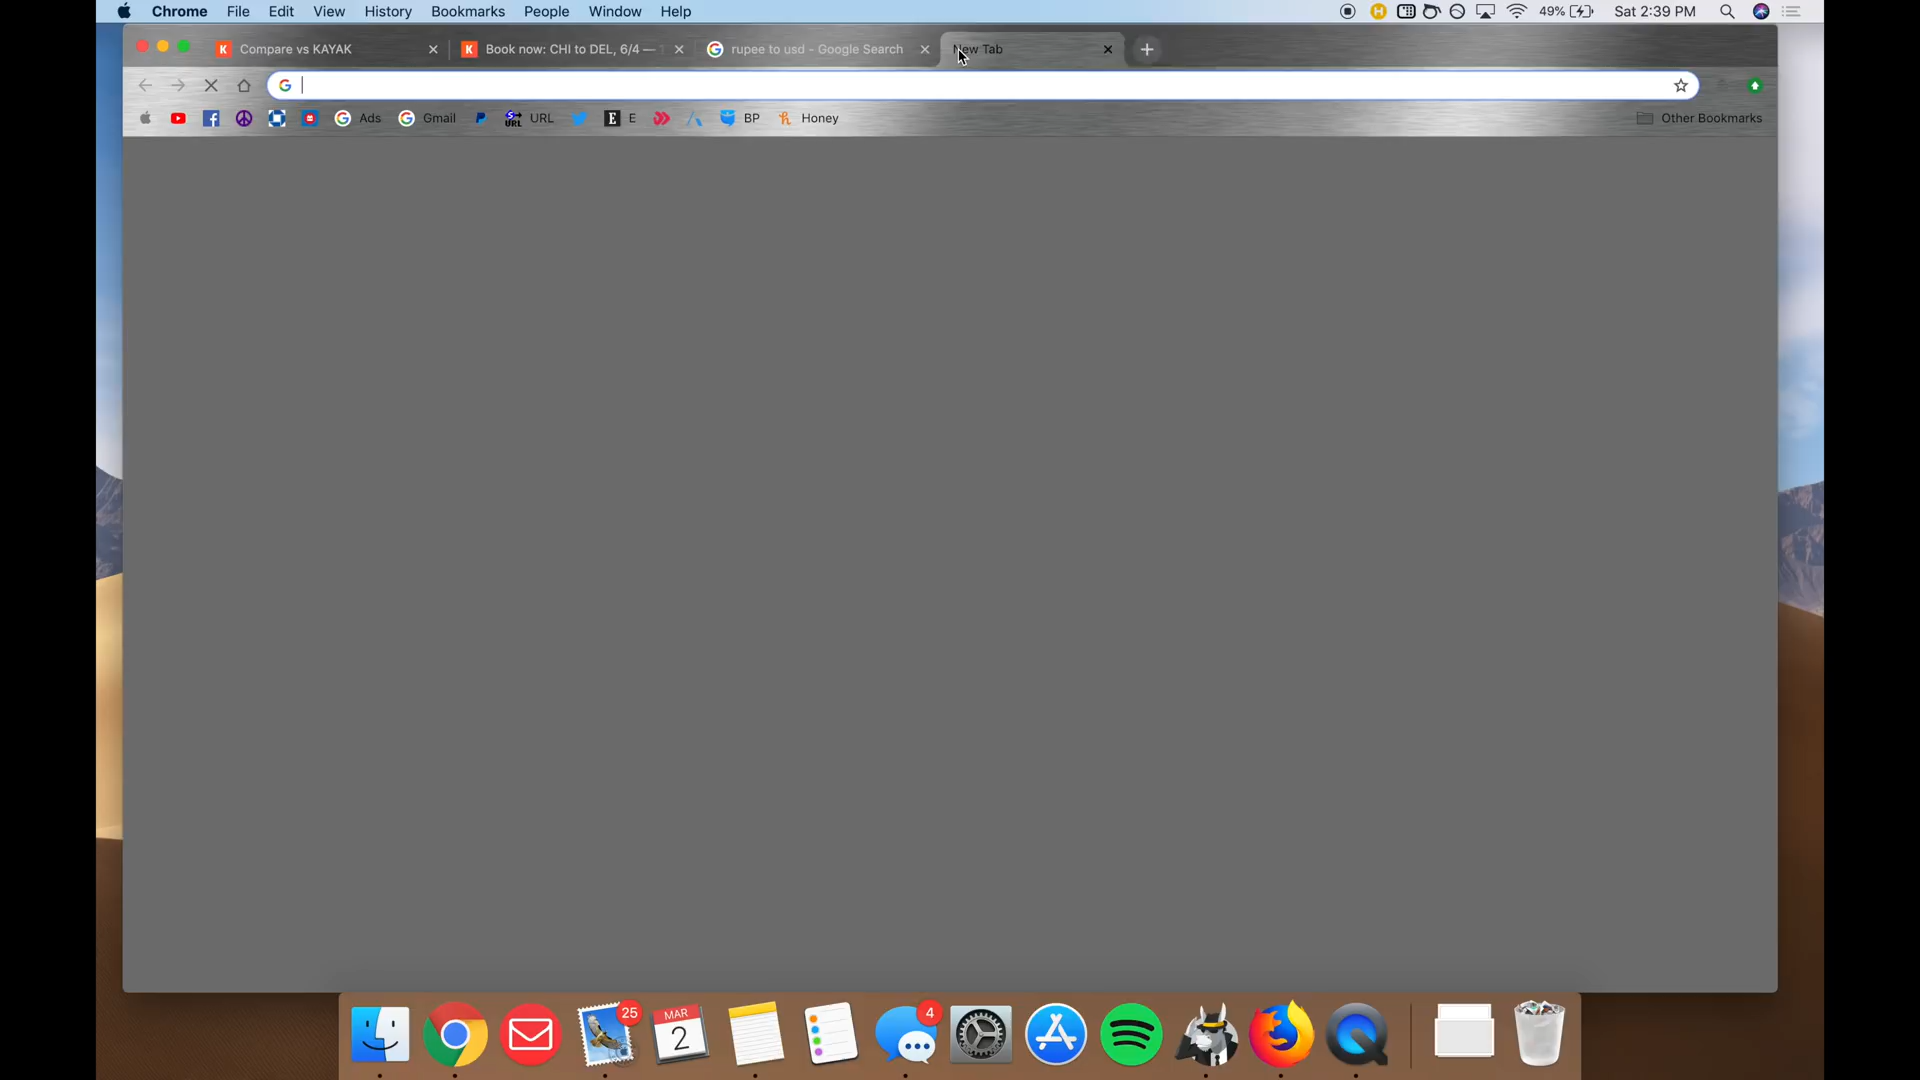 Chrome File Edit View History Bookmarks People Window Help 49% Sat 2:39 PM
Compare vs KAYAK Book now: CHI to DEL, 6/4 — rupee to usd - Google Search New Tab
Ads Gmail URL E BP Honey Other Bookmarks
25 MAR 4
2